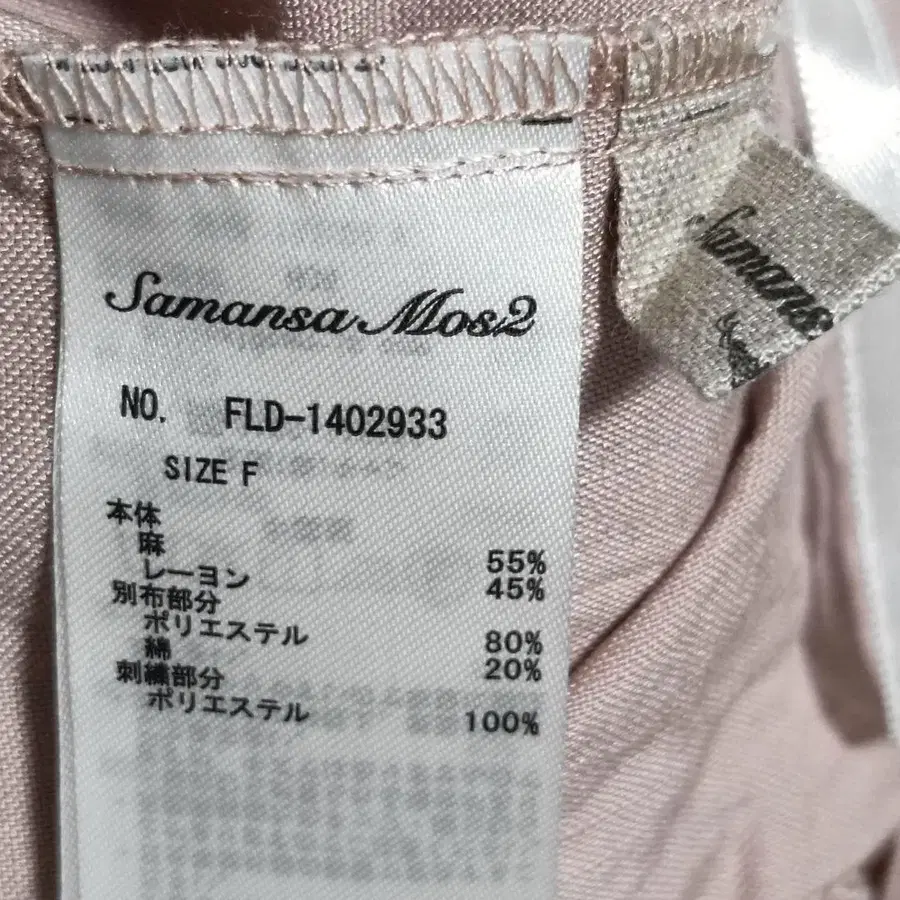 Samansa Mos2
NO. FLD-1402933
SIZE F
本体
麻 55%
レーヨン 45%
別布部分
ポリエステル 80%
綿 20%
刺繍部分
ポリエステル 100%
Samans